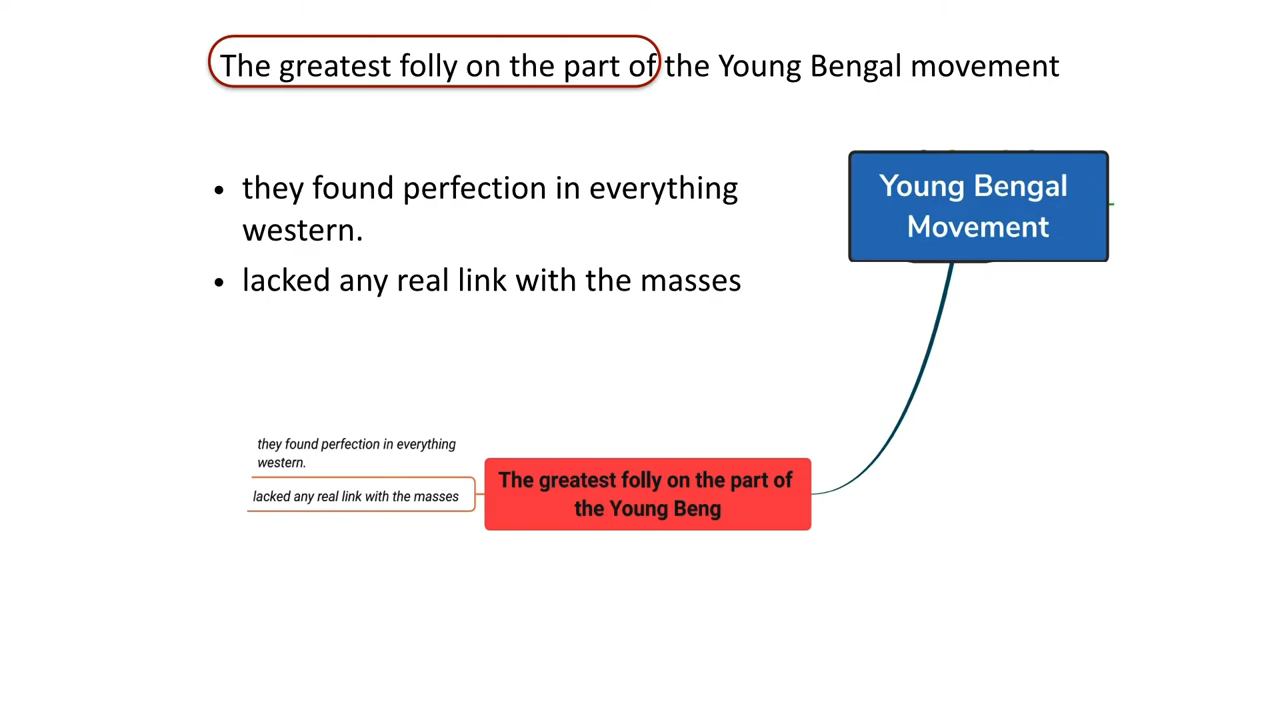 The greatest folly on the part of the Young Bengal movement
• they found perfection in everything
western.
• lacked any real link with the masses
Young Bengal
Movement
they found perfection in everything
western.
lacked any real link with the masses
The greatest folly on the part of
the Young Beng